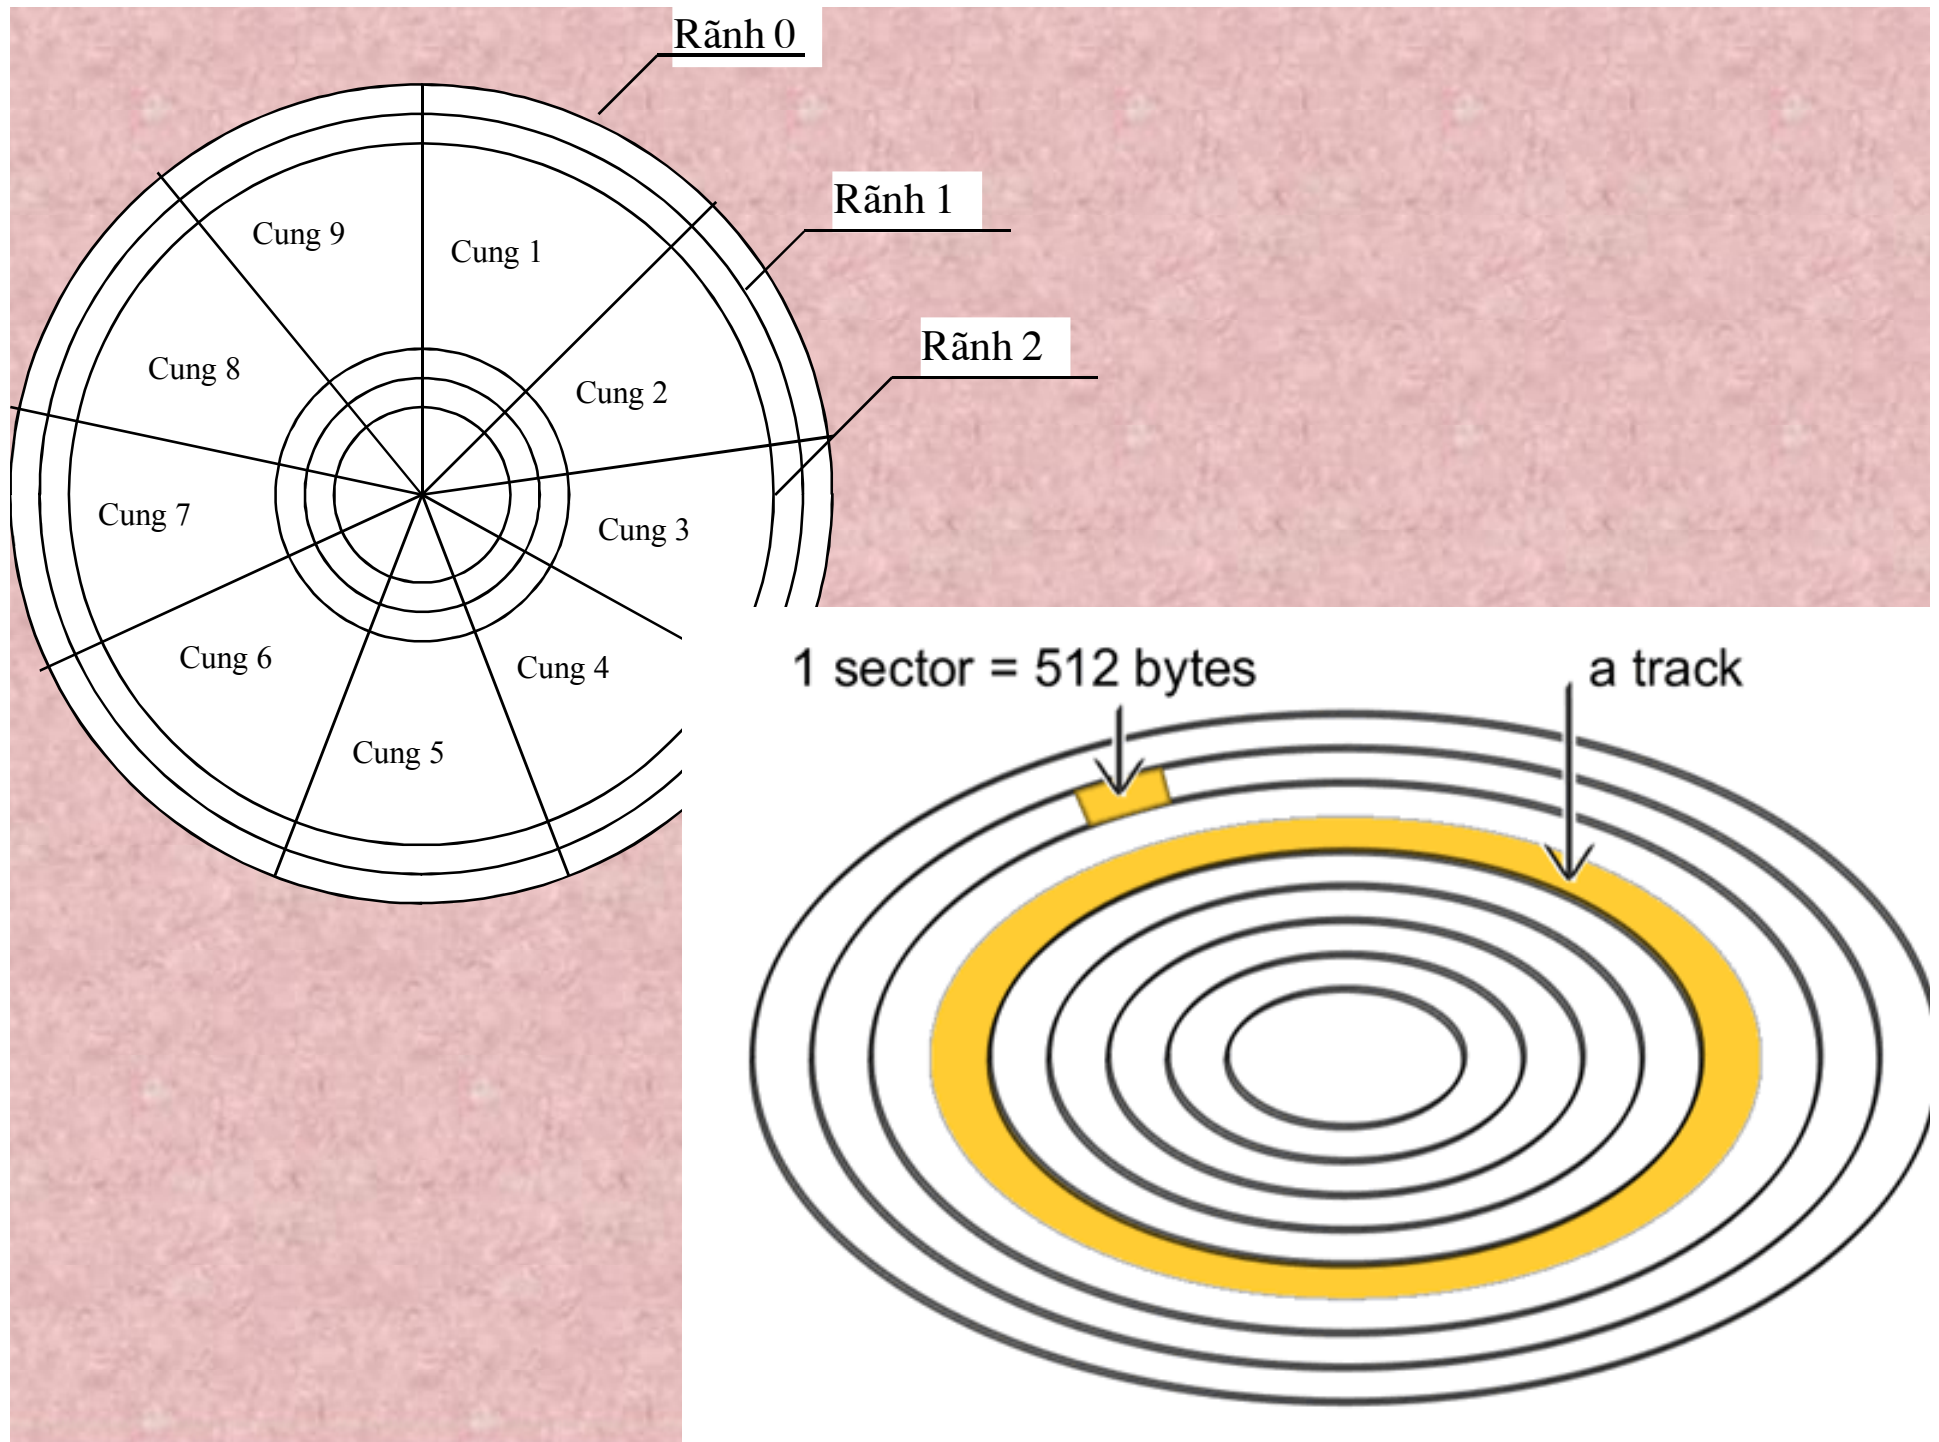 Rãnh 0
Rãnh 1
Rãnh 2
Cung 9
Cung 1
Cung 8
Cung 2
Cung 7
Cung 3
Cung 6
Cung 4
Cung 5
1 sector = 512 bytes
a track